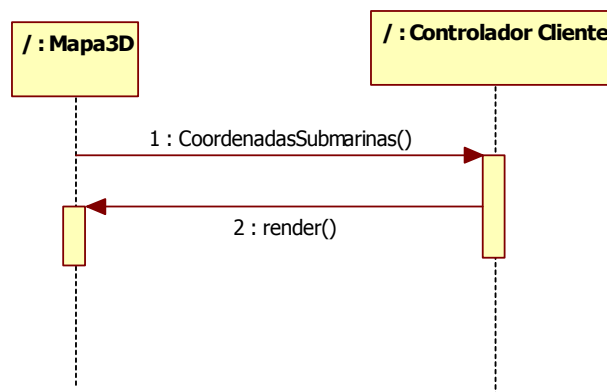 / : Mapa3D
/ : Controlador Cliente
1 : CoordenadasSubmarinas()
2 : render()